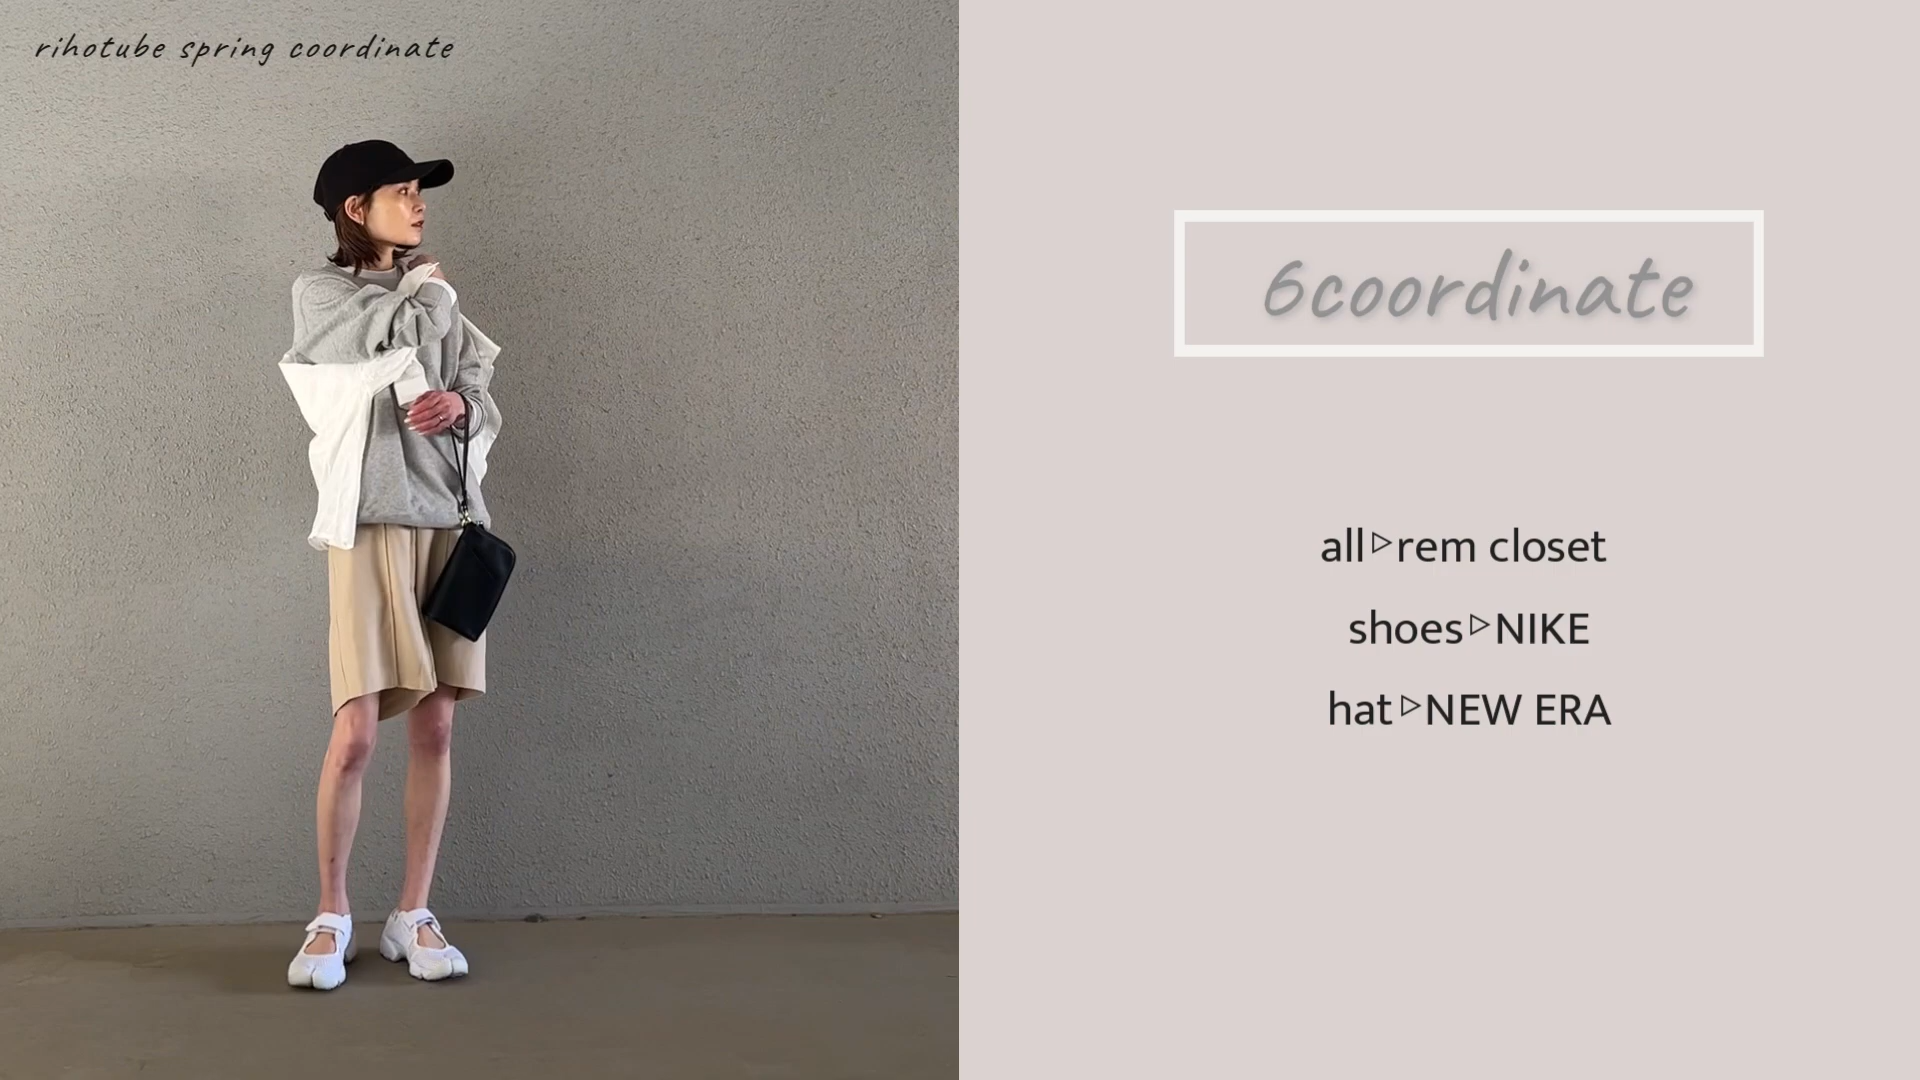 rihotube spring coordinate
6coordinate
all▷rem closet
shoes▷NIKE
hat▷NEW ERA